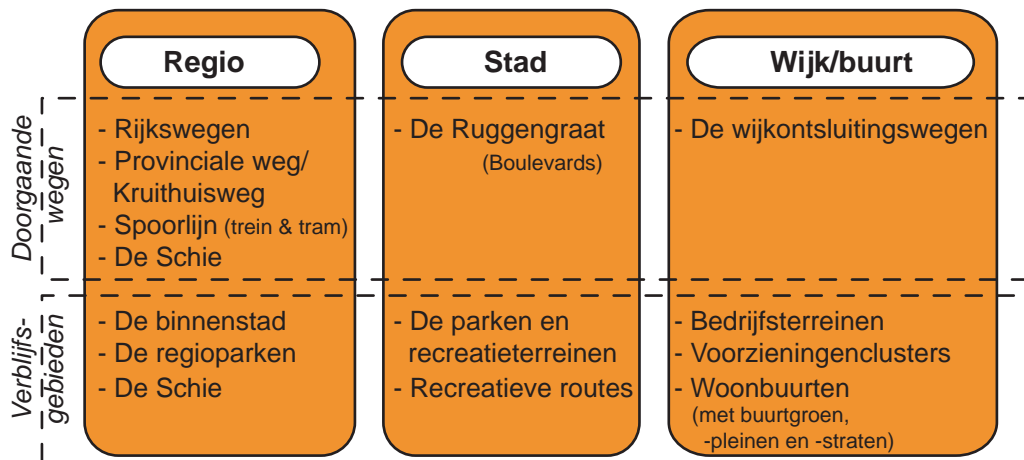 Regio
Stad
Wijk/buurt
Doorgaande
wegen
- Rijkswegen
- Provinciale weg/
Kruithuisweg
- Spoorlijn (trein & tram)
- De Schie
- De Ruggengraat
(Boulevards)
- De wijkontsluitingswegen
Verblijfs-
gebieden
- De binnenstad
- De regioparken
- De Schie
- De parken en
recreatieterreinen
- Recreatieve routes
- Bedrijfsterreinen
- Voorzieningenclusters
- Woonbuurten
(met buurtgroen,
-pleinen en -straten)